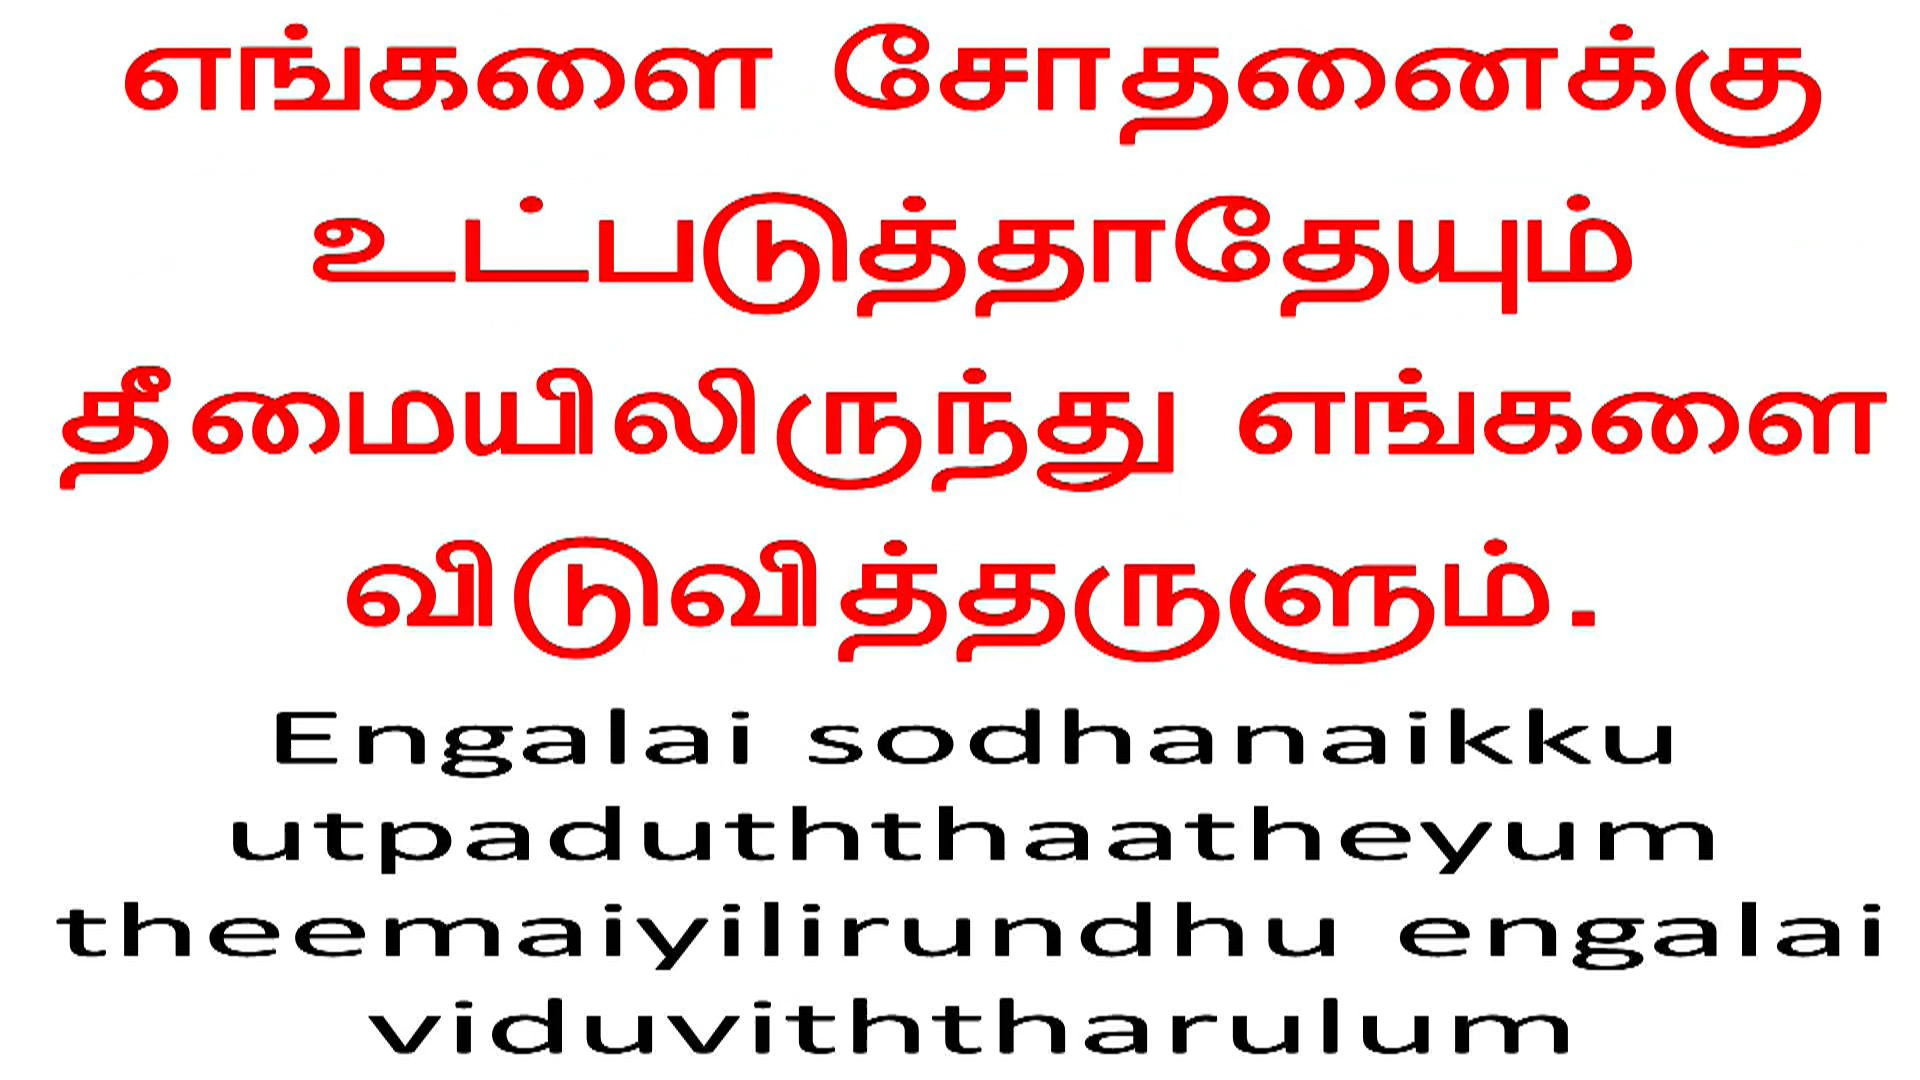 எங்களை சோதனைக்கு
உட்படுத்தாதேயும்
தீமையிலிருந்து எங்களை
விடுவித்தருளும்.
Engalai sodhanaikku
utpaduththaatheyum
theemaiyilirundhu engalai
viduviththarulum